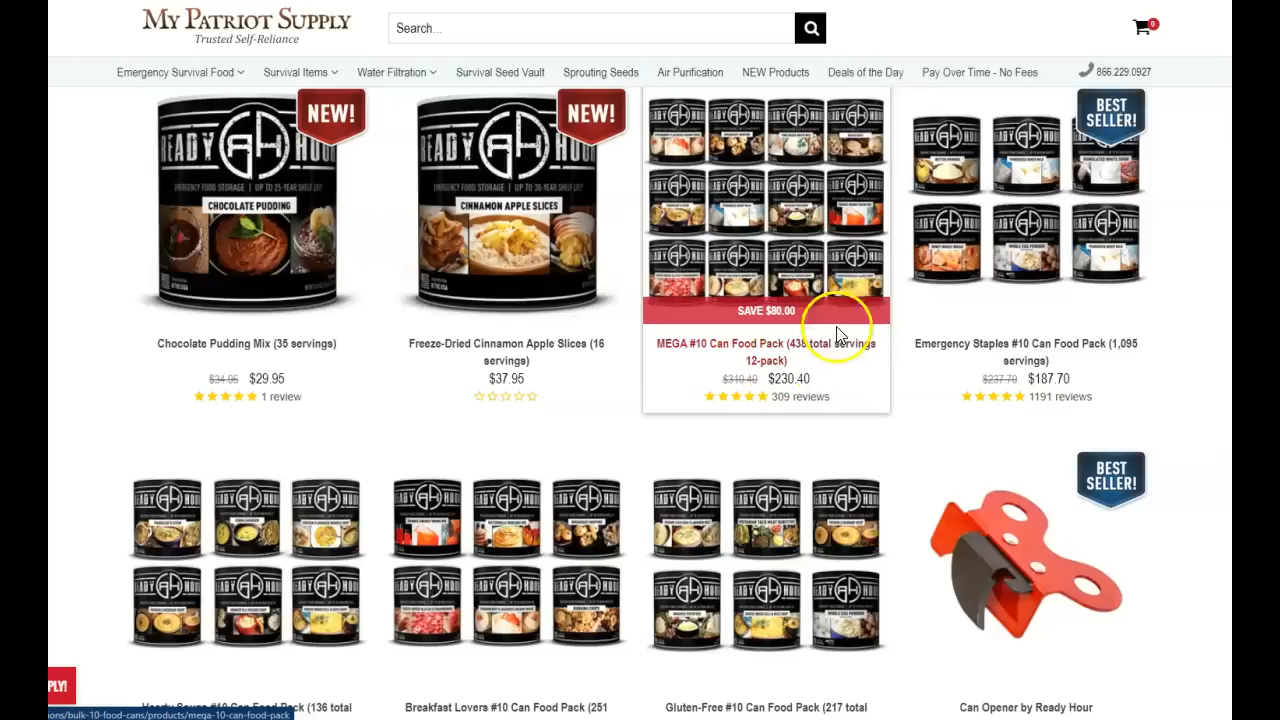 My Patriot Supply
Trusted Self-Reliance
Search...
0
Emergency Survival Food
Survival Items
Water Filtration
Survival Seed Vault
Sprouting Seeds
Air Purification
NEW Products
Deals of the Day
Pay Over Time - No Fees
866.229.0927
NEW!
NEW!
BEST SELLER!
EMERGENCY FOOD STORAGE | UP TO 25-YEAR SHELF LIFE
CHOCOLATE PUDDING
EMERGENCY FOOD STORAGE | UP TO 30-YEAR SHELF LIFE
CINNAMON APPLE SLICES
SAVE $80.00
Chocolate Pudding Mix (35 servings)
$34.95 $29.95
1 review
Freeze-Dried Cinnamon Apple Slices (16
servings)
$37.95
MEGA #10 Can Food Pack (438 total servings
12-pack)
$310.40 $230.40
309 reviews
Emergency Staples #10 Can Food Pack (1,095
servings)
$237.70 $187.70
1191 reviews
BEST SELLER!
PLY!
Hearty Soups #10 Can Food Pack (136 total
Breakfast Lovers #10 Can Food Pack (251
Gluten-Free #10 Can Food Pack (217 total
Can Opener by Ready Hour
ons/bulk-10-food-cans/products/mega-10-can-food-pack